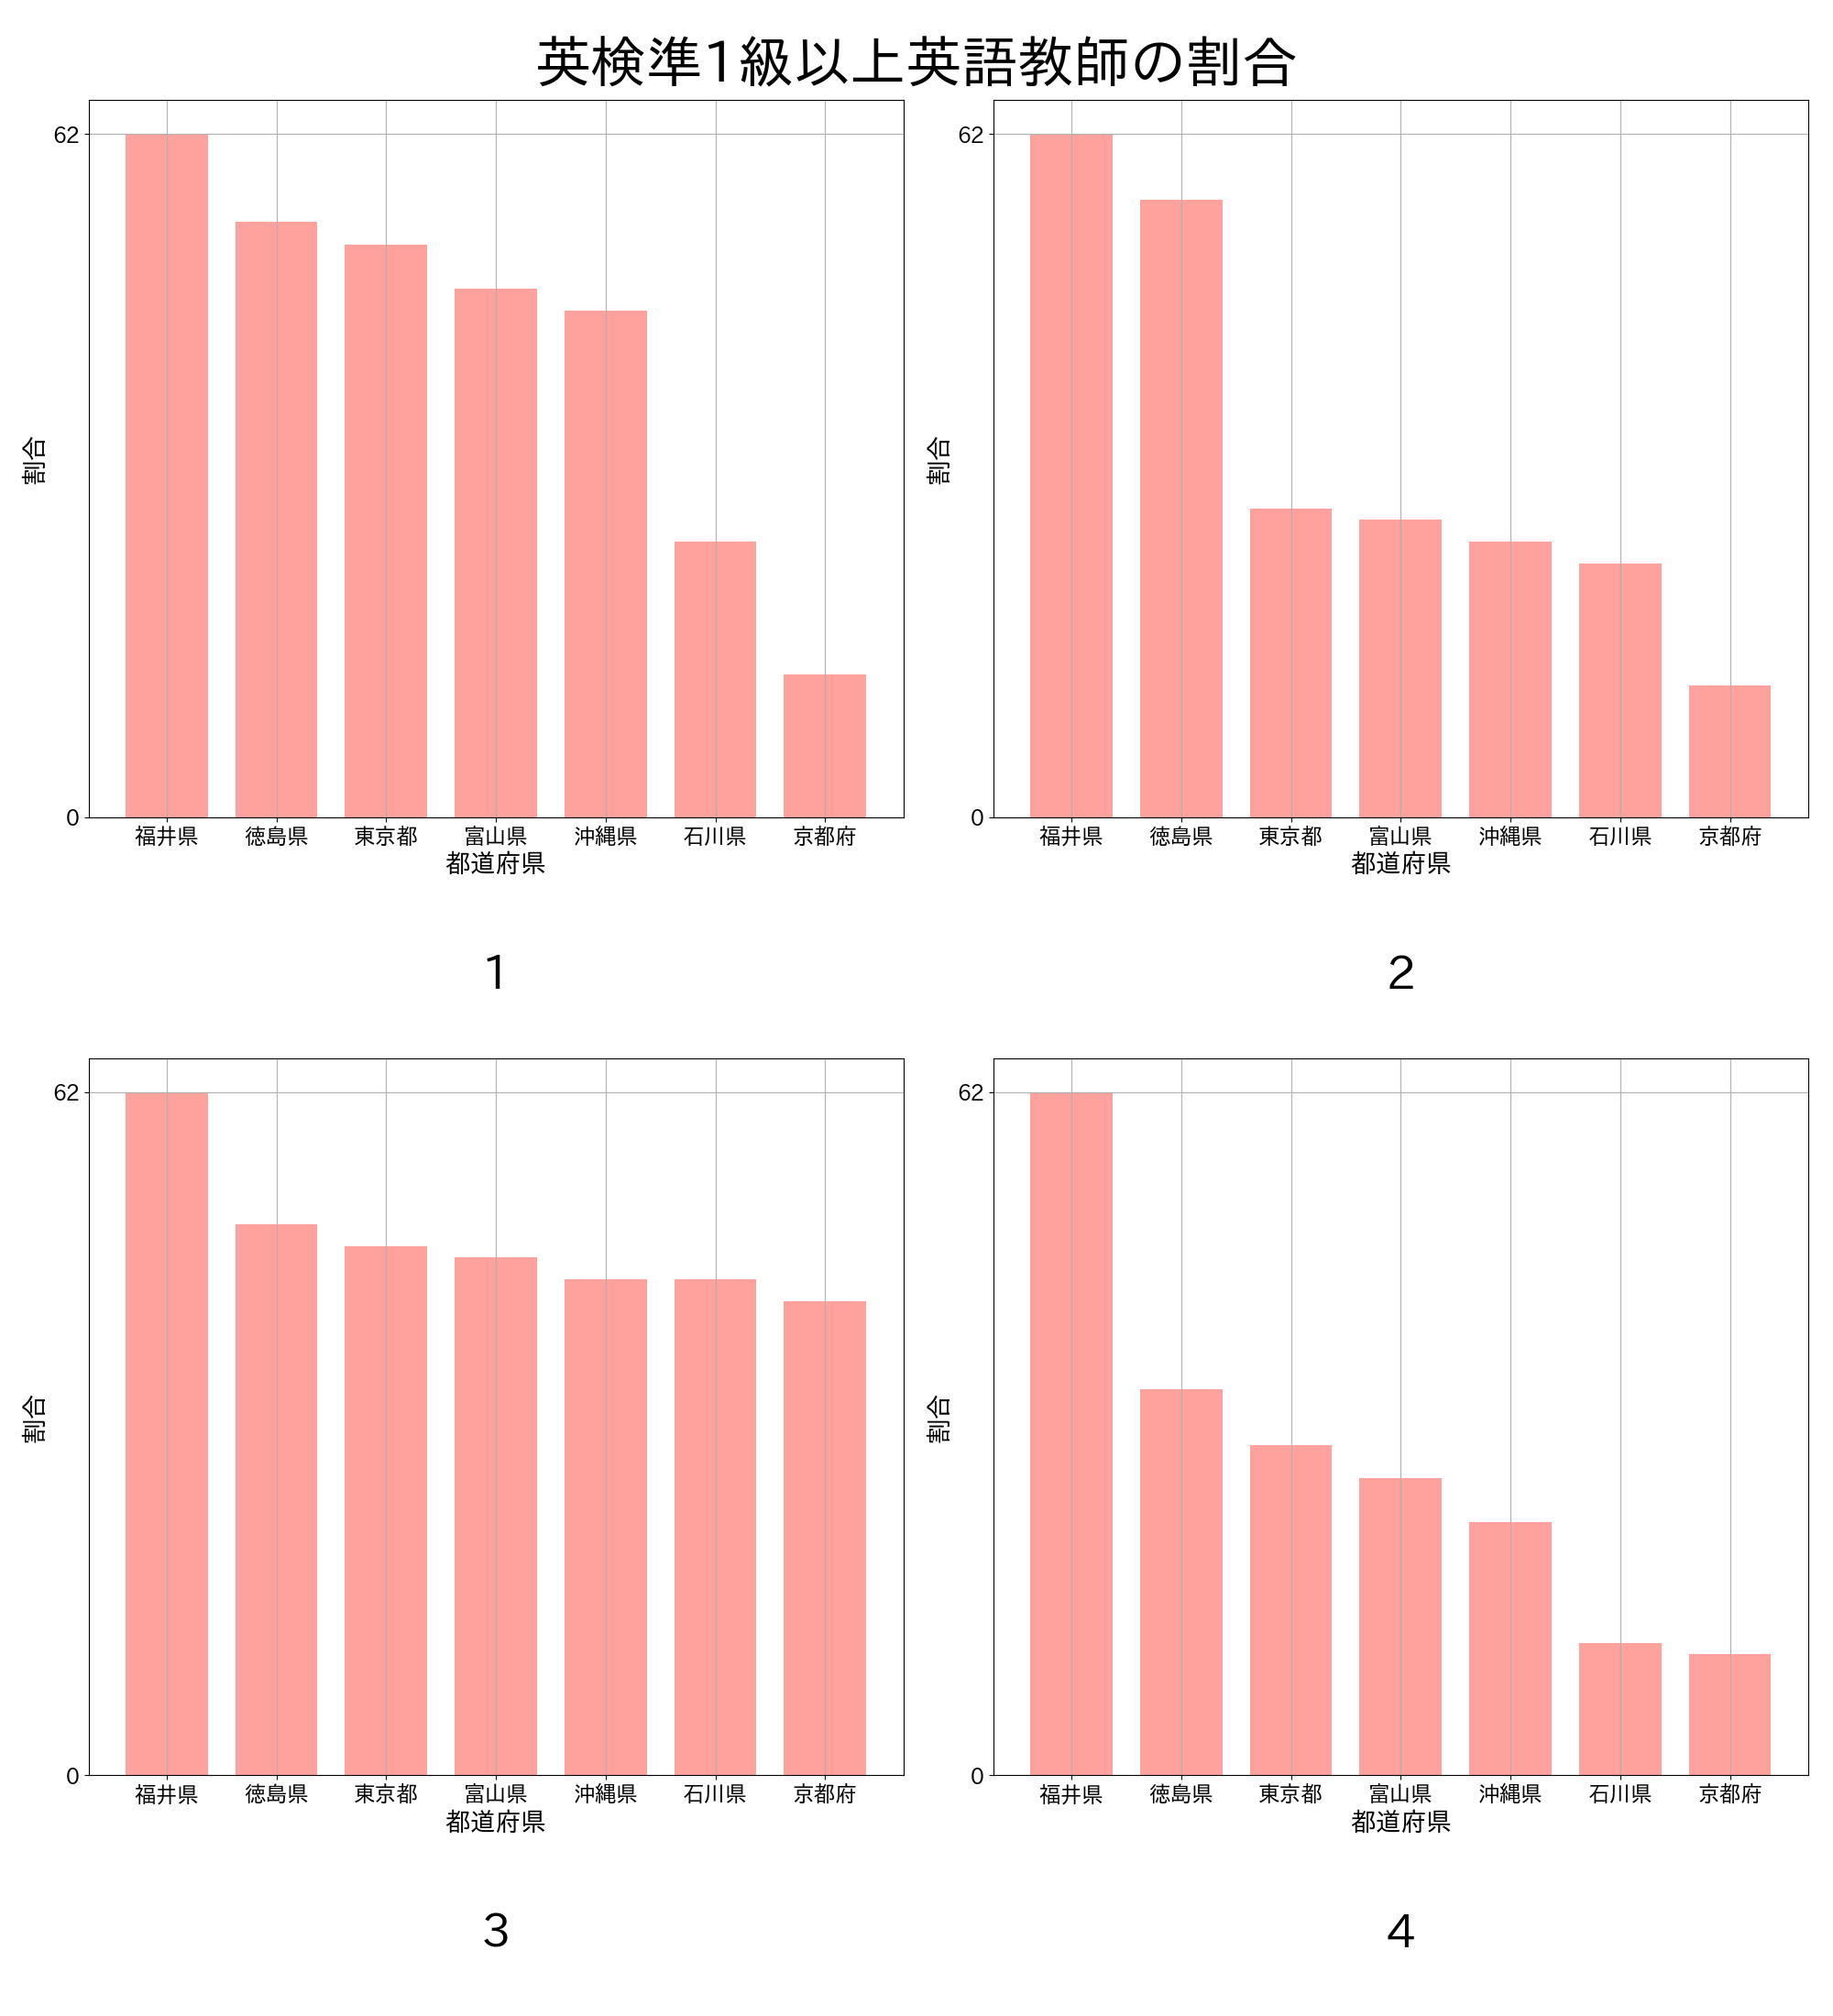 英検準1級以上英語教師の割合
62
0
割合
福井県 徳島県 東京都 富山県 沖縄県 石川県 京都府
都道府県
1
62
0
割合
福井県 徳島県 東京都 富山県 沖縄県 石川県 京都府
都道府県
2
62
0
割合
福井県 徳島県 東京都 富山県 沖縄県 石川県 京都府
都道府県
3
62
0
割合
福井県 徳島県 東京都 富山県 沖縄県 石川県 京都府
都道府県
4